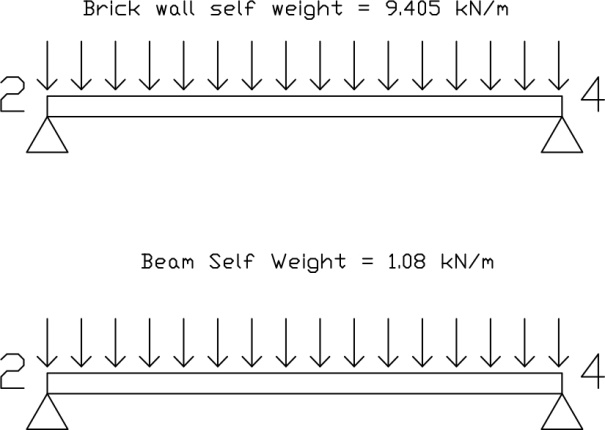 Brick wall self weight = 9.405 kN/m
2 4
Beam Self Weight = 1.08 kN/m
2 4